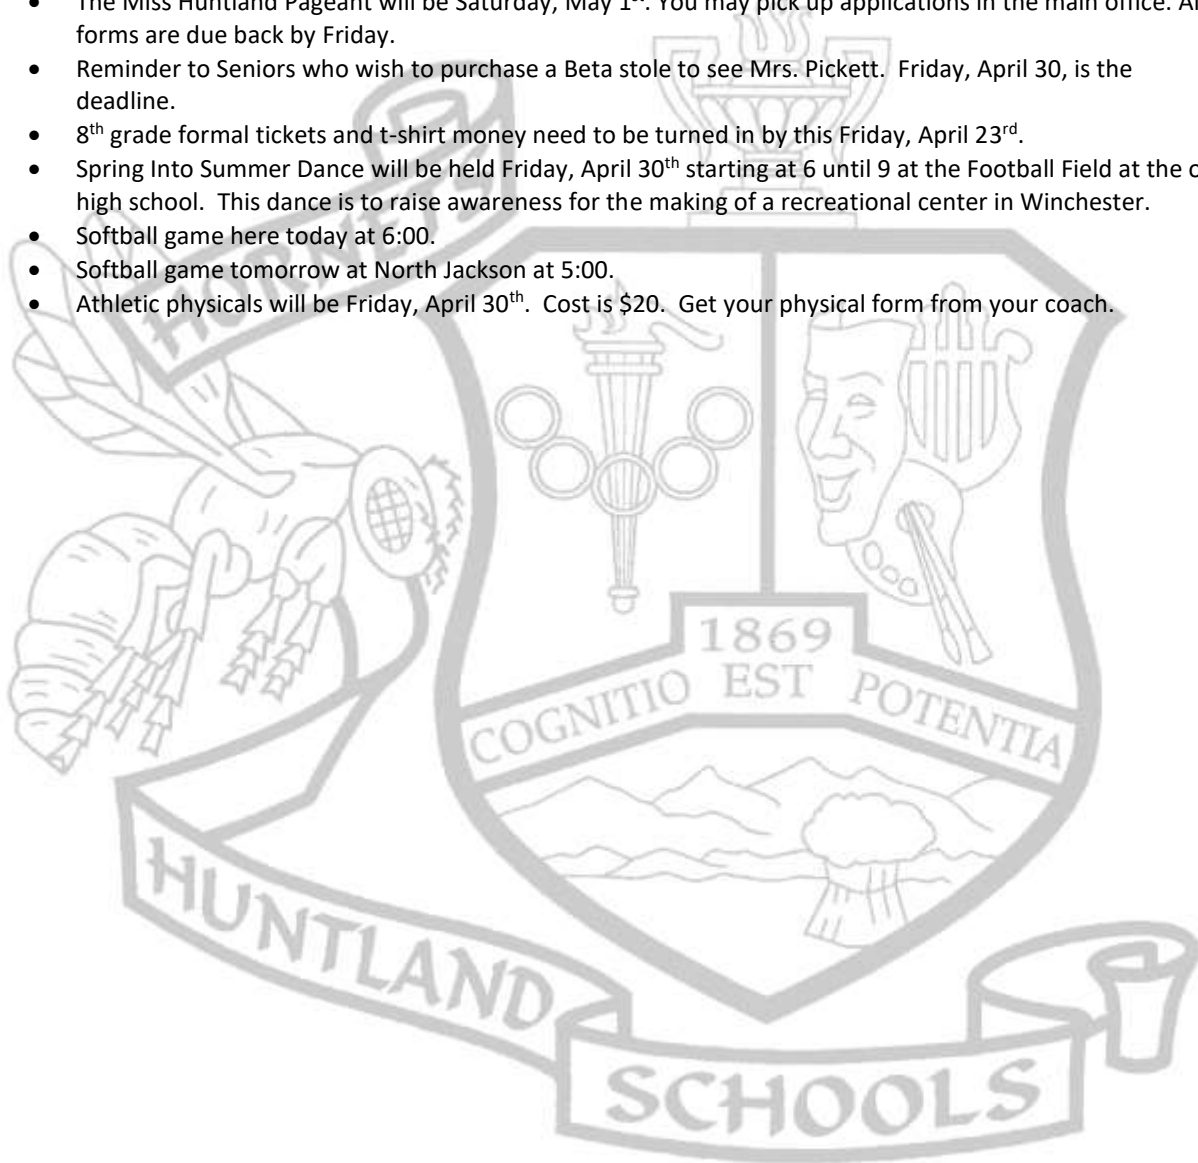 • The Miss Huntland Pageant will be Saturday, May 1st. You may pick up applications in the main office.
forms are due back by Friday.
• Reminder to Seniors who wish to purchase a Beta stole to see Mrs. Pickett.  Friday, April 30, is the
deadline.
• 8th grade formal tickets and t-shirt money need to be turned in by this Friday, April 23rd.
• Spring Into Summer Dance will be held Friday, April 30th starting at 6 until 9 at the Football Field at the
high school.  This dance is to raise awareness for the making of a recreational center in Winchester.
• Softball game here today at 6:00.
• Softball game tomorrow at North Jackson at 5:00.
• Athletic physicals will be Friday, April 30th.  Cost is $20.  Get your physical form from your coach.
HORNETS
1869
COGNITIO EST POTENTIA
HUNTLAND
SCHOOLS